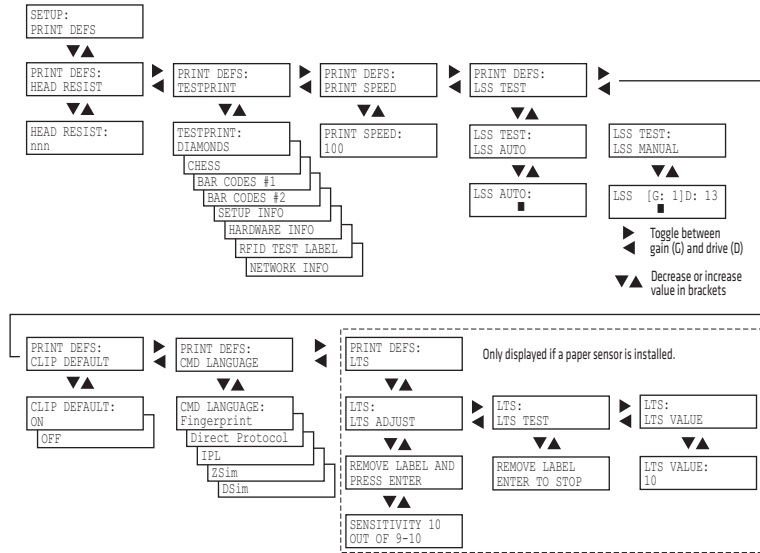 SETUP:
PRINT DEFS
PRINT DEFS:
HEAD RESIST
HEAD RESIST:
nnn
PRINT DEFS:
TESTPRINT
TESTPRINT:
DIAMONDS
CHESS
BAR CODES #1
BAR CODES #2
SETUP INFO
HARDWARE INFO
RFID TEST LABEL
NETWORK INFO
PRINT DEFS:
PRINT SPEED
PRINT SPEED:
100
PRINT DEFS:
LSS TEST
LSS TEST:
LSS AUTO
LSS AUTO:
LSS TEST:
LSS MANUAL
LSS [G: 1]D: 13
Toggle between
gain (G) and drive (D)
Decrease or increase
value in brackets
PRINT DEFS:
CLIP DEFAULT
CLIP DEFAULT:
ON
OFF
PRINT DEFS:
CMD LANGUAGE
CMD LANGUAGE:
Fingerprint
Direct Protocol
IPL
ZSim
DSim
PRINT DEFS:
LTS
Only displayed if a paper sensor is installed.
LTS:
LTS ADJUST
REMOVE LABEL AND
PRESS ENTER
SENSITIVITY 10
OUT OF 9-10
LTS:
LTS TEST
REMOVE LABEL
ENTER TO STOP
LTS:
LTS VALUE
LTS VALUE:
10